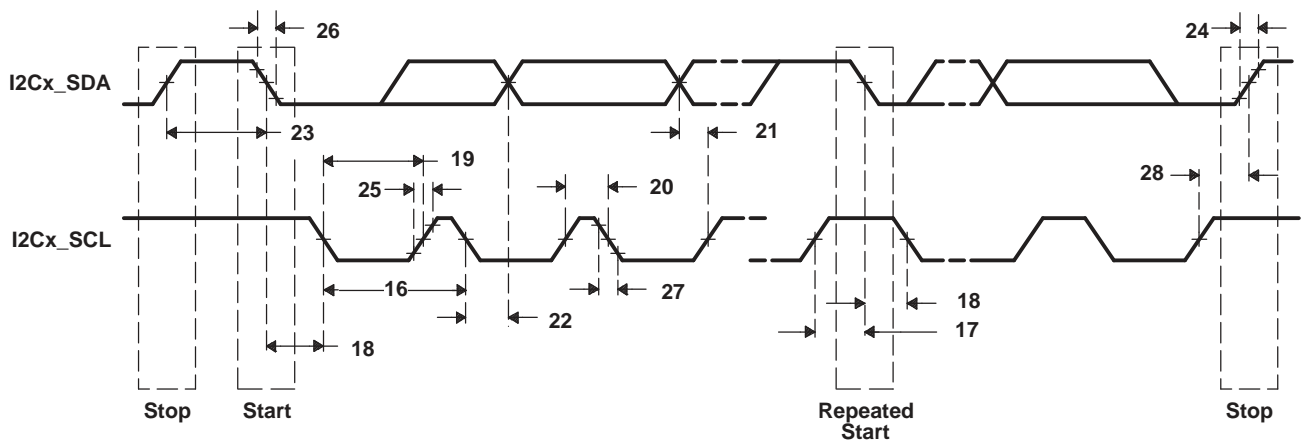 26
24
I2Cx_SDA
23
21
19
25
20
28
I2Cx_SCL
16
27
18
22
17
18
Stop
Start
Repeated
Start
Stop